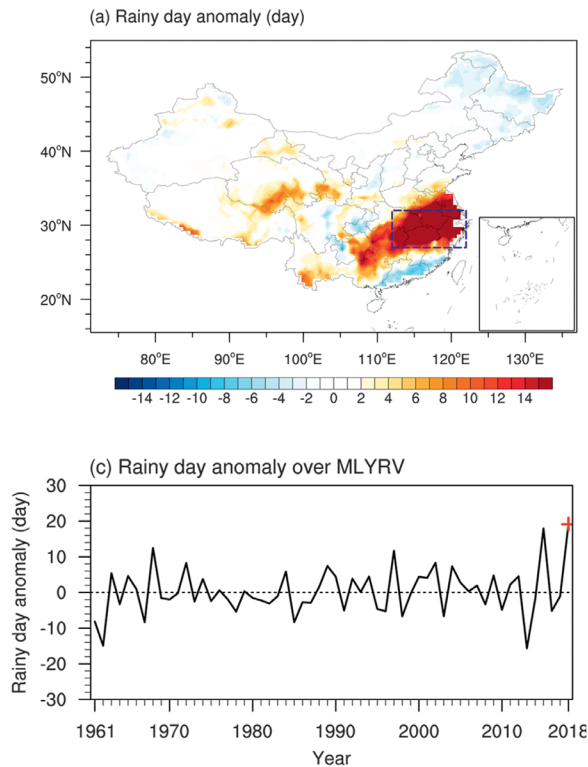 (a) Rainy day anomaly (day)
50°N
40°N
30°N
20°N
80°E 90°E 100°E 110°E 120°E 130°E
-14 -12 -10 -8 -6 -4 -2 0 2 4 6 8 10 12 14
(c) Rainy day anomaly over MLYRV
Rainy day anomaly (day)
30
20
10
0
-10
-20
-30
1961 1970 1980 1990 2000 2010 2018
Year